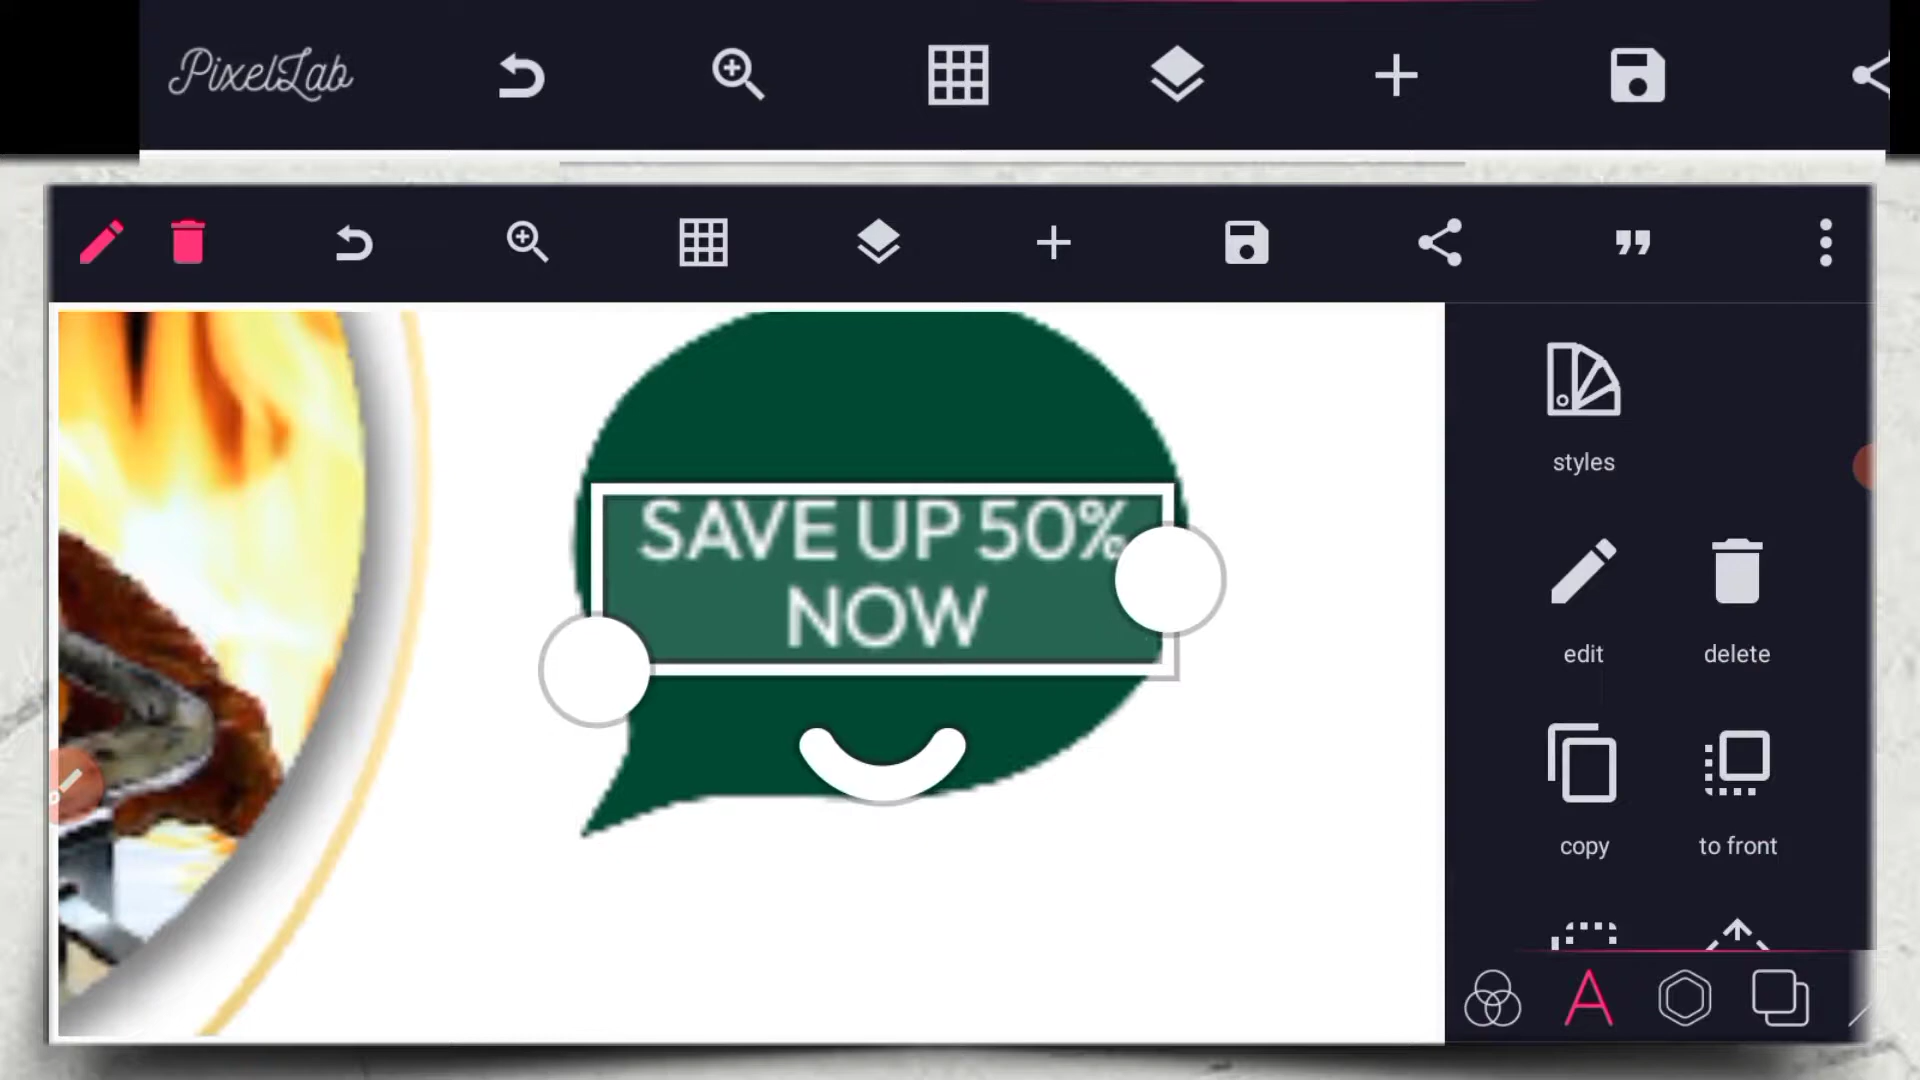 PixelLab
styles
SAVE UP 50%
NOW
edit
delete
copy
to front